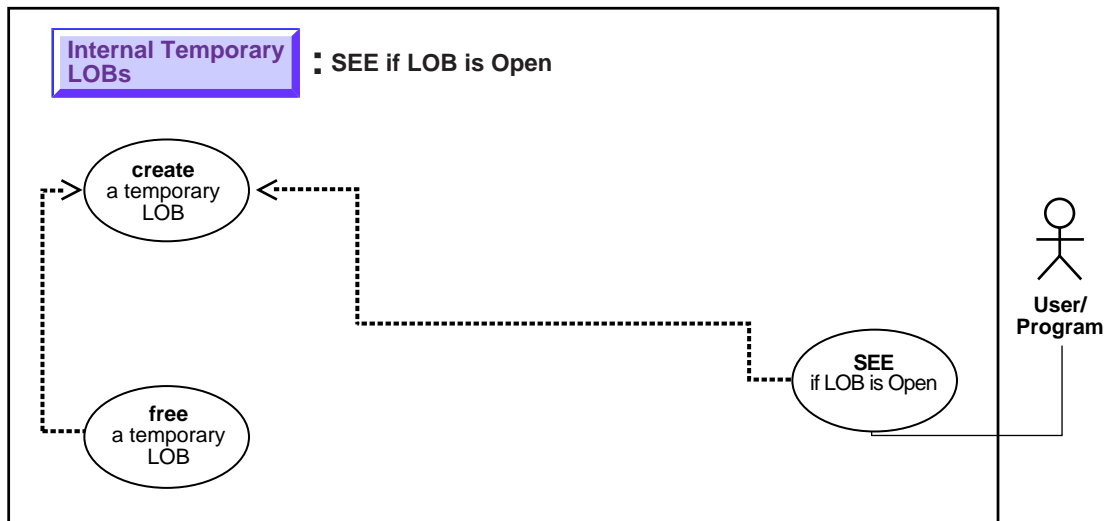 Internal Temporary
LOBs
: SEE if LOB is Open
create
a temporary
LOB
User/
Program
SEE
if LOB is Open
free
a temporary
LOB